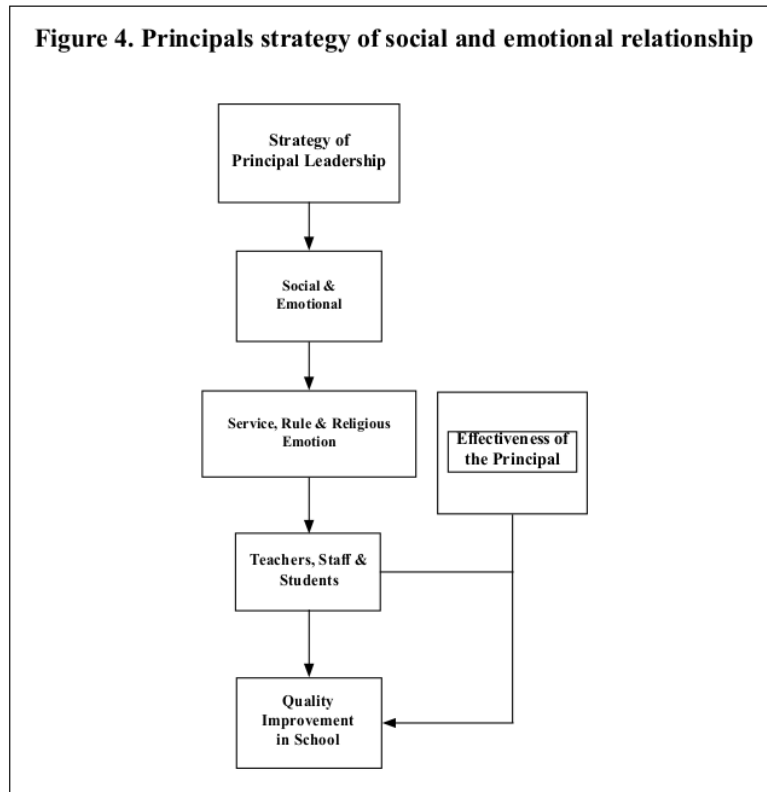 Figure 4. Principals strategy of social and emotional relationship
Strategy of
Principal Leadership
Social &
Emotional
Service, Rule & Religious
Emotion
Effectiveness of
the Principal
Teachers, Staff &
Students
Quality
Improvement
in School